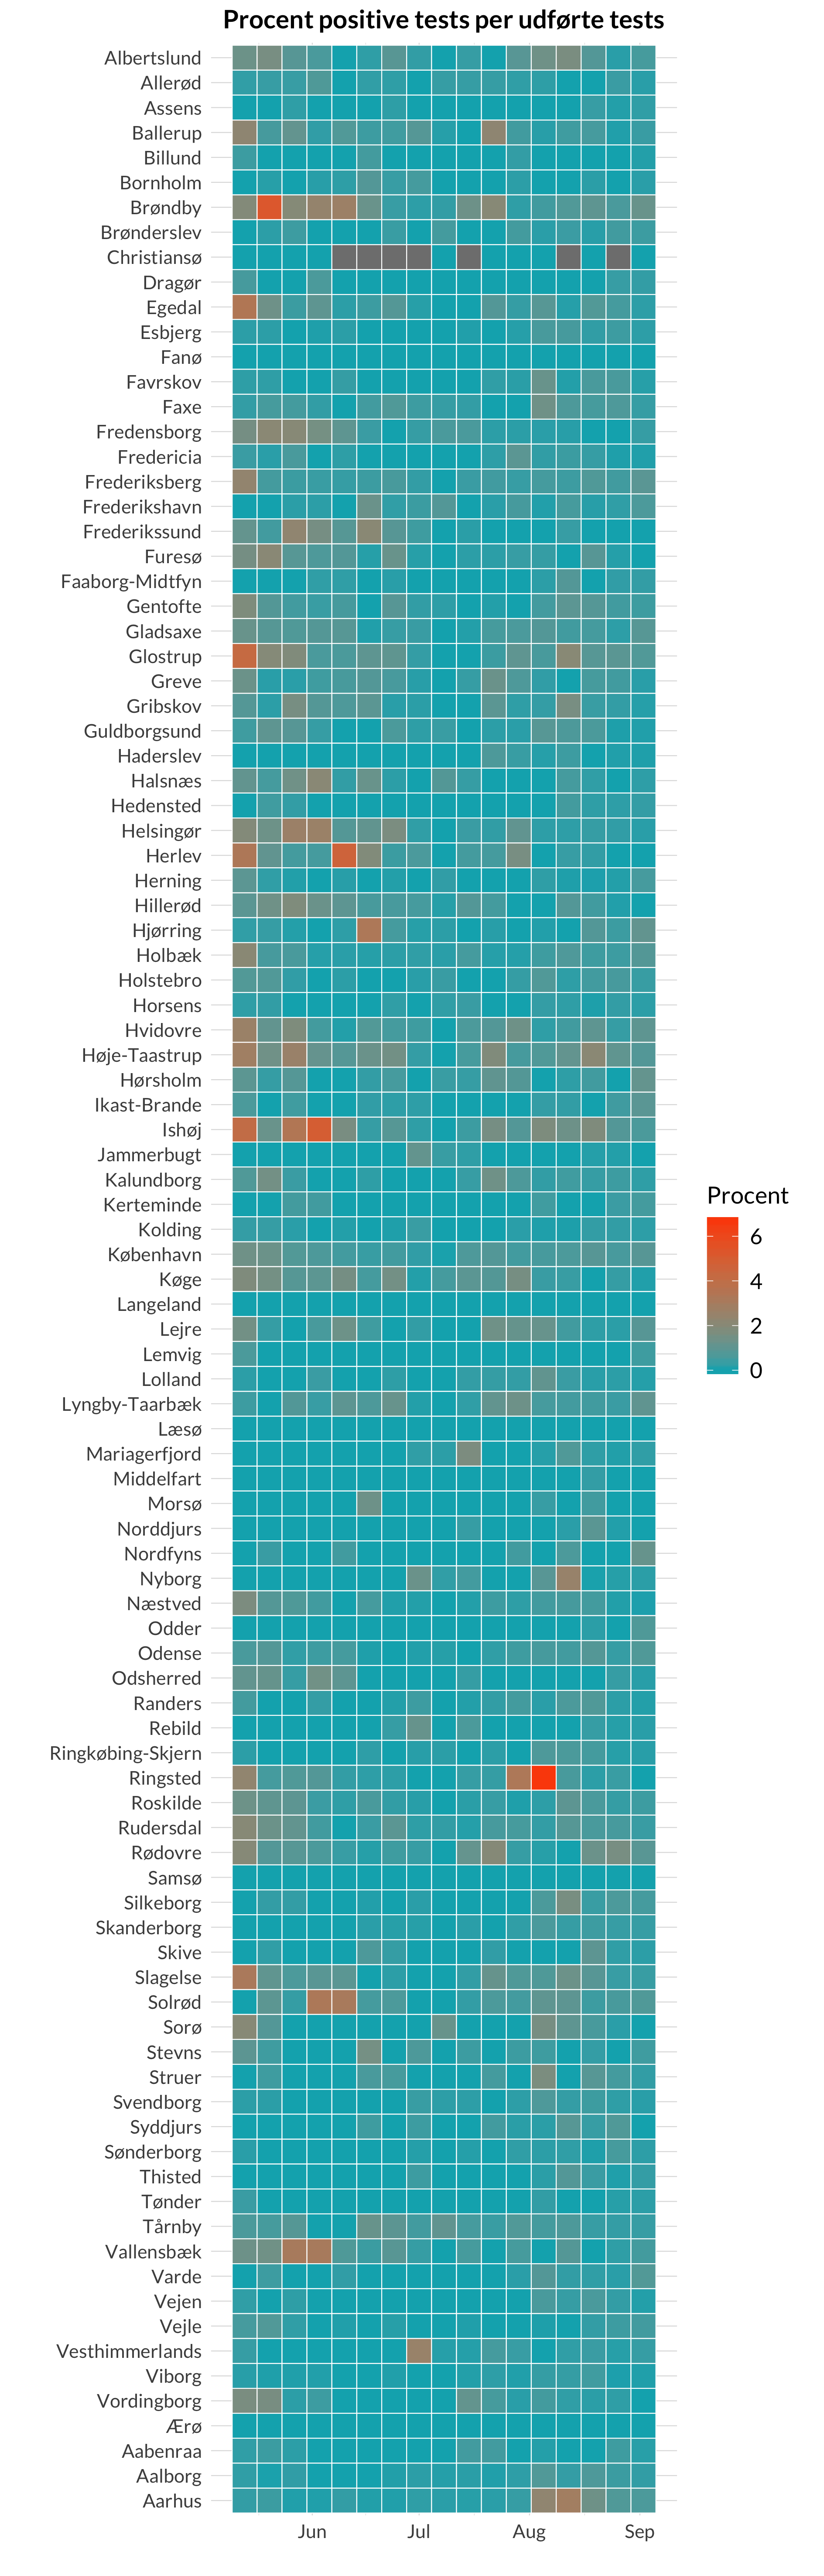 Procent positive tests per udførte tests
Albertslund
Allerød
Assens
Ballerup
Billund
Bornholm
Brøndby
Brønderslev
Christiansø
Dragør
Egedal
Esbjerg
Fanø
Favrskov
Faxe
Fredensborg
Fredericia
Frederiksberg
Frederikshavn
Frederikssund
Furesø
Faaborg-Midtfyn
Gentofte
Gladsaxe
Glostrup
Greve
Gribskov
Guldborgsund
Haderslev
Halsnæs
Hedensted
Helsingør
Herlev
Herning
Hillerød
Hjørring
Holbæk
Holstebro
Horsens
Hvidovre
Høje-Taastrup
Hørsholm
Ikast-Brande
Ishøj
Jammerbugt
Kalundborg
Kerteminde
Kolding
København
Køge
Langeland
Lejre
Lemvig
Lolland
Lyngby-Taarbæk
Læsø
Mariagerfjord
Middelfart
Morsø
Norddjurs
Nordfyns
Nyborg
Næstved
Odder
Odense
Odsherred
Randers
Rebild
Ringkøbing-Skjern
Ringsted
Roskilde
Rudersdal
Rødovre
Samsø
Silkeborg
Skanderborg
Skive
Slagelse
Solrød
Sorø
Stevns
Struer
Svendborg
Syddjurs
Sønderborg
Thisted
Tønder
Tårnby
Vallensbæk
Varde
Vejen
Vejle
Vesthimmerlands
Viborg
Vordingborg
Ærø
Aabenraa
Aalborg
Aarhus
Jun Jul Aug Sep
Procent
6
4
2
0